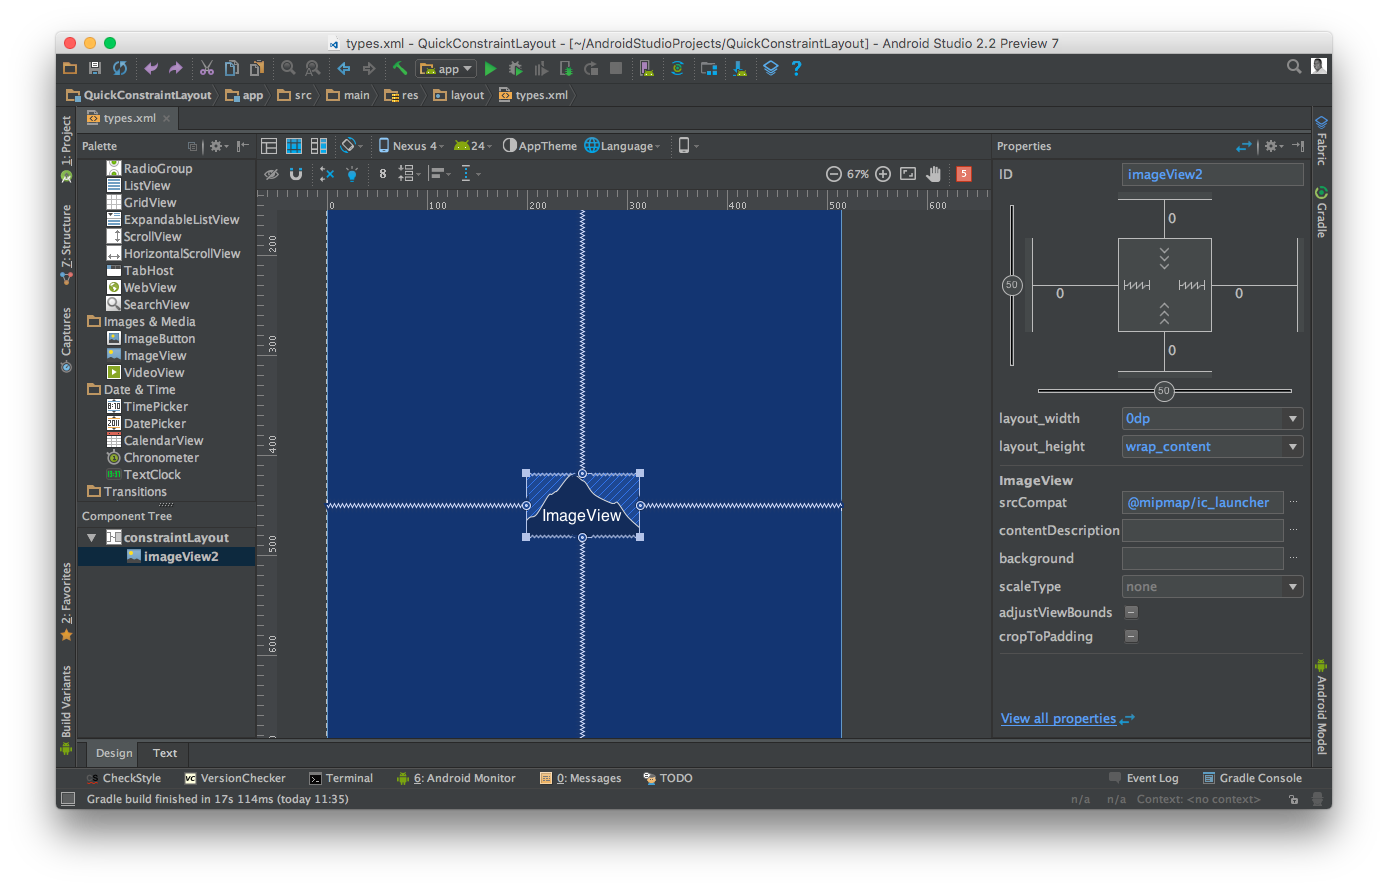 types.xml - QuickConstraintLayout - [~/AndroidStudioProjects/QuickConstraintLayout] - Android Studio 2.2 Preview 7
app
?
QuickConstraintLayout app src main res layout types.xml
types.xml
1: Project
7: Structure
Captures
2: Favorites
Build Variants
Palette
RadioGroup
ListView
GridView
ExpandableListView
ScrollView
HorizontalScrollView
TabHost
WebView
SearchView
Images & Media
ImageButton
ImageView
VideoView
Date & Time
TimePicker
DatePicker
CalendarView
Chronometer
TextClock
Transitions
Component Tree
constraintLayout
imageView2
Nexus 4 24 AppTheme Language
8 67% 5
0 100 200 300 400 500 600
200
300
400
500
600
ImageView
Properties
ID imageView2
0
50
0 0
0
50
layout_width 0dp
layout_height wrap_content
ImageView
srcCompat @mipmap/ic_launcher ...
contentDescription ...
background ...
scaleType none
adjustViewBounds
cropToPadding
View all properties
Fabric
Gradle
Android Model
Design Text
CheckStyle VersionChecker Terminal 6: Android Monitor 0: Messages TODO Event Log Gradle Console
Gradle build finished in 17s 114ms (today 11:35) n/a n/a Context: <no context>